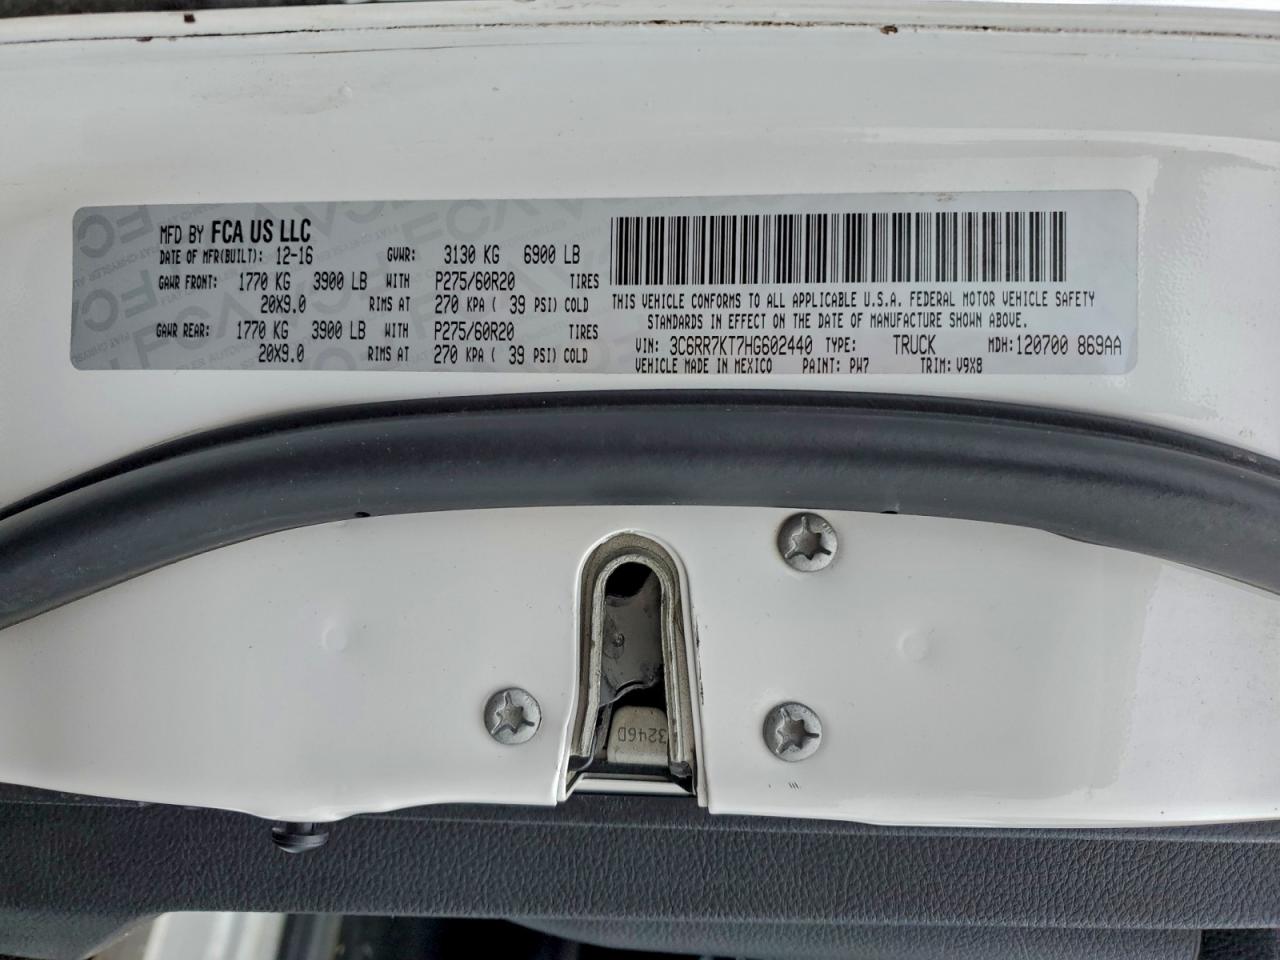 MFD BY FCA US LLC
DATE OF MFR(BUILT): 12-16 GVWR: 3130 KG 6900 LB
GAWR FRONT: 1770 KG 3900 LB WITH P275/60R20 TIRES
20X9.0 RIMS AT 270 KPA ( 39 PSI) COLD
GAWR REAR: 1770 KG 3900 LB WITH P275/60R20 TIRES
20X9.0 RIMS AT 270 KPA ( 39 PSI) COLD
THIS VEHICLE CONFORMS TO ALL APPLICABLE U.S.A. FEDERAL MOTOR VEHICLE SAFETY
STANDARDS IN EFFECT ON THE DATE OF MANUFACTURE SHOWN ABOVE.
VIN: 3C6RR7KT7HG602440 TYPE: TRUCK MDH:120700 869AA
VEHICLE MADE IN MEXICO PAINT: PW7 TRIM: V9X8
3246D